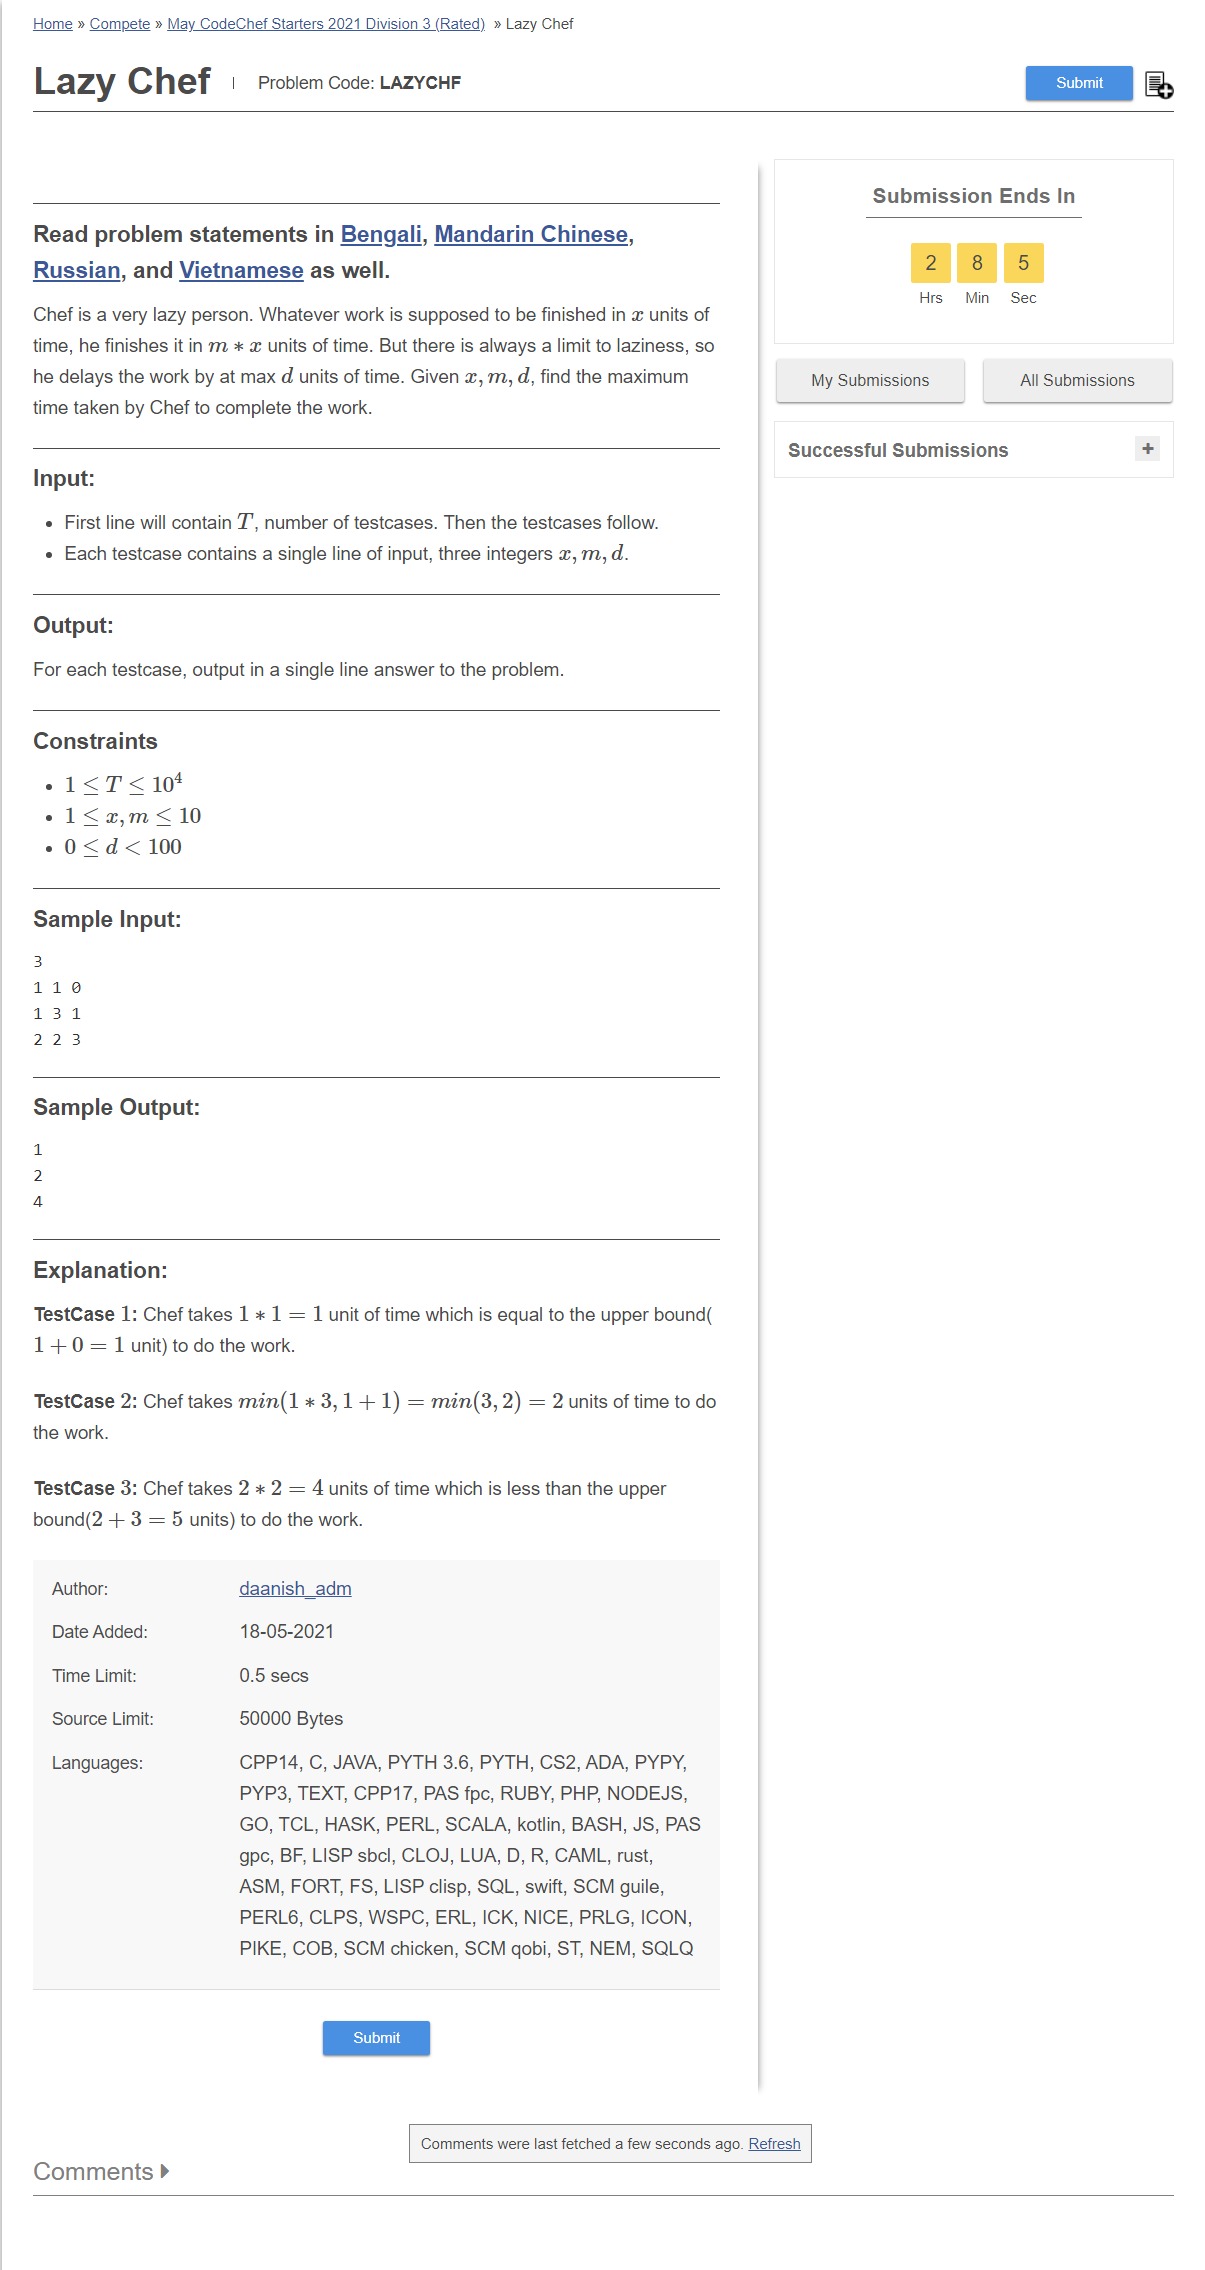 Home » Compete » May CodeChef Starters 2021 Division 3 (Rated) » Lazy Chef
Lazy Chef
Problem Code: LAZYCHF
Submit
Read problem statements in Bengali, Mandarin Chinese,
Russian, and Vietnamese as well.
Chef is a very lazy person. Whatever work is supposed to be finished in x units of
time, he finishes it in m ∗ x units of time. But there is always a limit to laziness, so
he delays the work by at max d units of time. Given x, m, d, find the maximum
time taken by Chef to complete the work.
Input:
• First line will contain T, number of testcases. Then the testcases follow.
• Each testcase contains a single line of input, three integers x, m, d.
Output:
For each testcase, output in a single line answer to the problem.
Constraints
• 1 ≤ T ≤ 10⁴
• 1 ≤ x, m ≤ 10
• 0 ≤ d < 100
Sample Input:
3
1 1 0
1 3 1
2 2 3
Sample Output:
1
2
4
Explanation:
TestCase 1: Chef takes 1 ∗ 1 = 1 unit of time which is equal to the upper bound(
1 + 0 = 1 unit) to do the work.
TestCase 2: Chef takes min(1 ∗ 3, 1 + 1) = min(3, 2) = 2 units of time to do
the work.
TestCase 3: Chef takes 2 ∗ 2 = 4 units of time which is less than the upper
bound(2 + 3 = 5 units) to do the work.
Author: daanish_adm
Date Added: 18-05-2021
Time Limit: 0.5 secs
Source Limit: 50000 Bytes
Languages: CPP14, C, JAVA, PYTH 3.6, PYTH, CS2, ADA, PYPY,
PYP3, TEXT, CPP17, PAS fpc, RUBY, PHP, NODEJS,
GO, TCL, HASK, PERL, SCALA, kotlin, BASH, JS, PAS
gpc, BF, LISP sbcl, CLOJ, LUA, D, R, CAML, rust,
ASM, FORT, FS, LISP clisp, SQL, swift, SCM guile,
PERL6, CLPS, WSPC, ERL, ICK, NICE, PRLG, ICON,
PIKE, COB, SCM chicken, SCM qobi, ST, NEM, SQLQ
Submit
Submission Ends In
2 8 5
Hrs Min Sec
My Submissions
All Submissions
Successful Submissions
+
Comments were last fetched a few seconds ago. Refresh
Comments